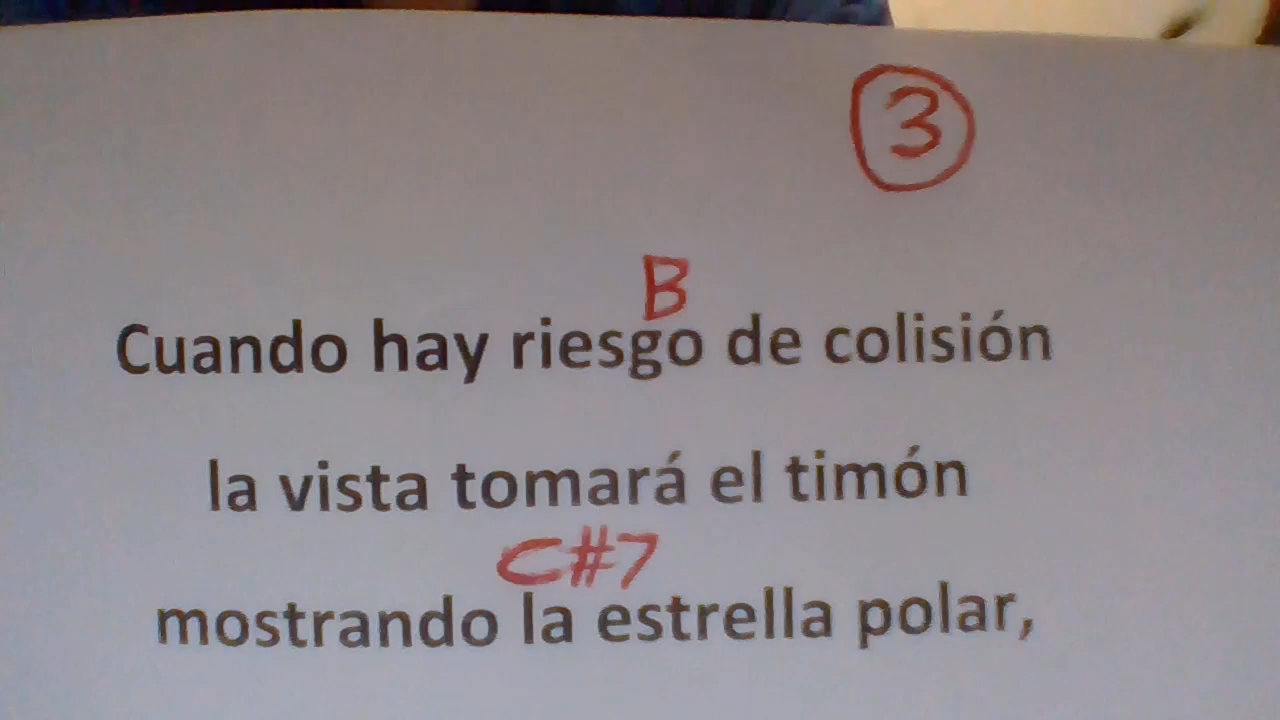 3
B
Cuando hay riesgo de colisión
la vista tomará el timón
C#7
mostrando la estrella polar,